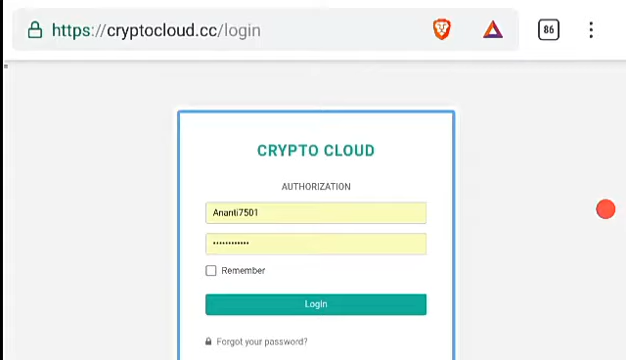 https://cryptocloud.cc/login
86
CRYPTO CLOUD
AUTHORIZATION
Ananti7501
••••••••••••
Remember
Login
Forgot your password?